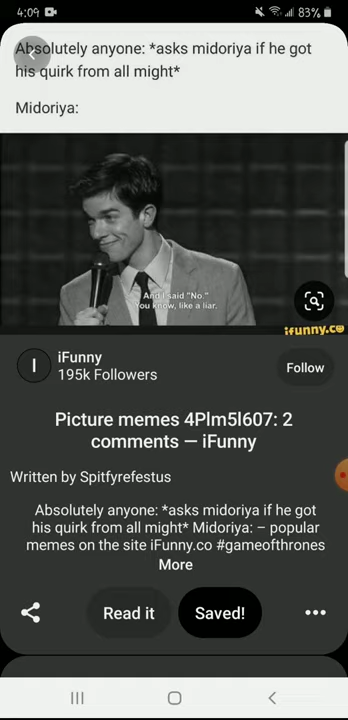 4:09
83%
Absolutely anyone: *asks midoriya if he got
his quirk from all might*
Midoriya:
And I said "No."
You know, like a liar.
ifunny.co
I
iFunny
195k Followers
Follow
Picture memes 4Plm5l607: 2
comments — iFunny
Written by Spitfyrefestus
Absolutely anyone: *asks midoriya if he got
his quirk from all might* Midoriya: – popular
memes on the site iFunny.co #gameofthrones
More
Read it
Saved!